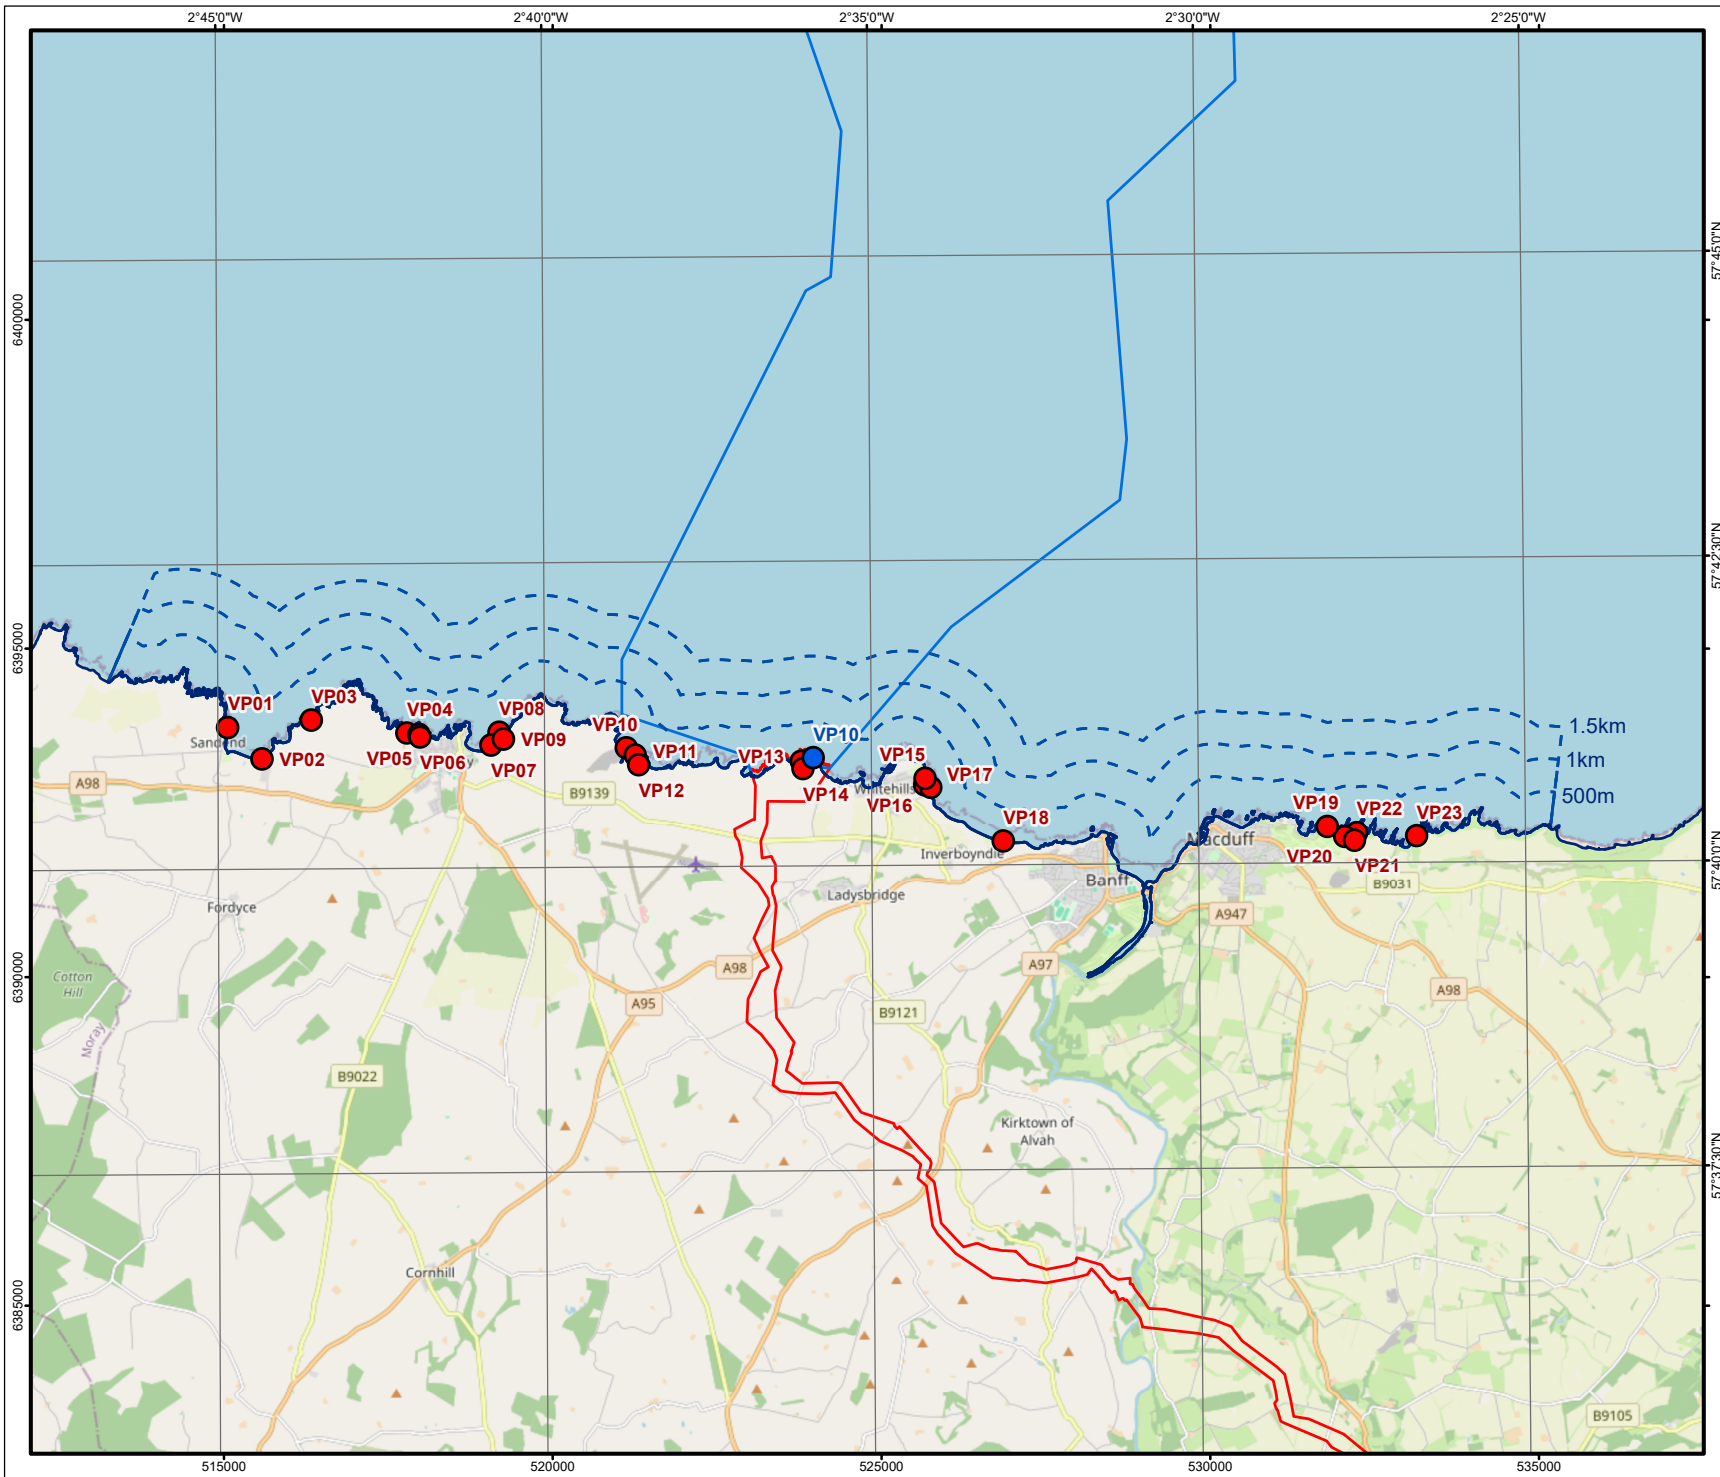 2°45'0"W
2°40'0"W
2°35'0"W
2°30'0"W
2°25'0"W
57°45'0"N
6400000
57°42'30"N
6395000
VP01
VP03
VP04
VP08
VP10
VP10
VP15
1.5km
Sandend
VP02
VP05
VP06
VP09
VP07
VP11
VP13
VP17
1km
A98
B9139
VP12
VP14
VP16
Whitehills
500m
VP18
VP19
VP22
VP23
Inverboyndie
Macduff
VP20
VP21
57°40'0"N
Banff
B9031
Ladysbridge
Fordyce
A947
Cotton
Hill
A98
A97
A98
6390000
A95
B9121
Moray
B9022
Kirktown of
Alvah
57°37'30"N
Cornhill
6385000
B9105
515000
520000
525000
530000
535000